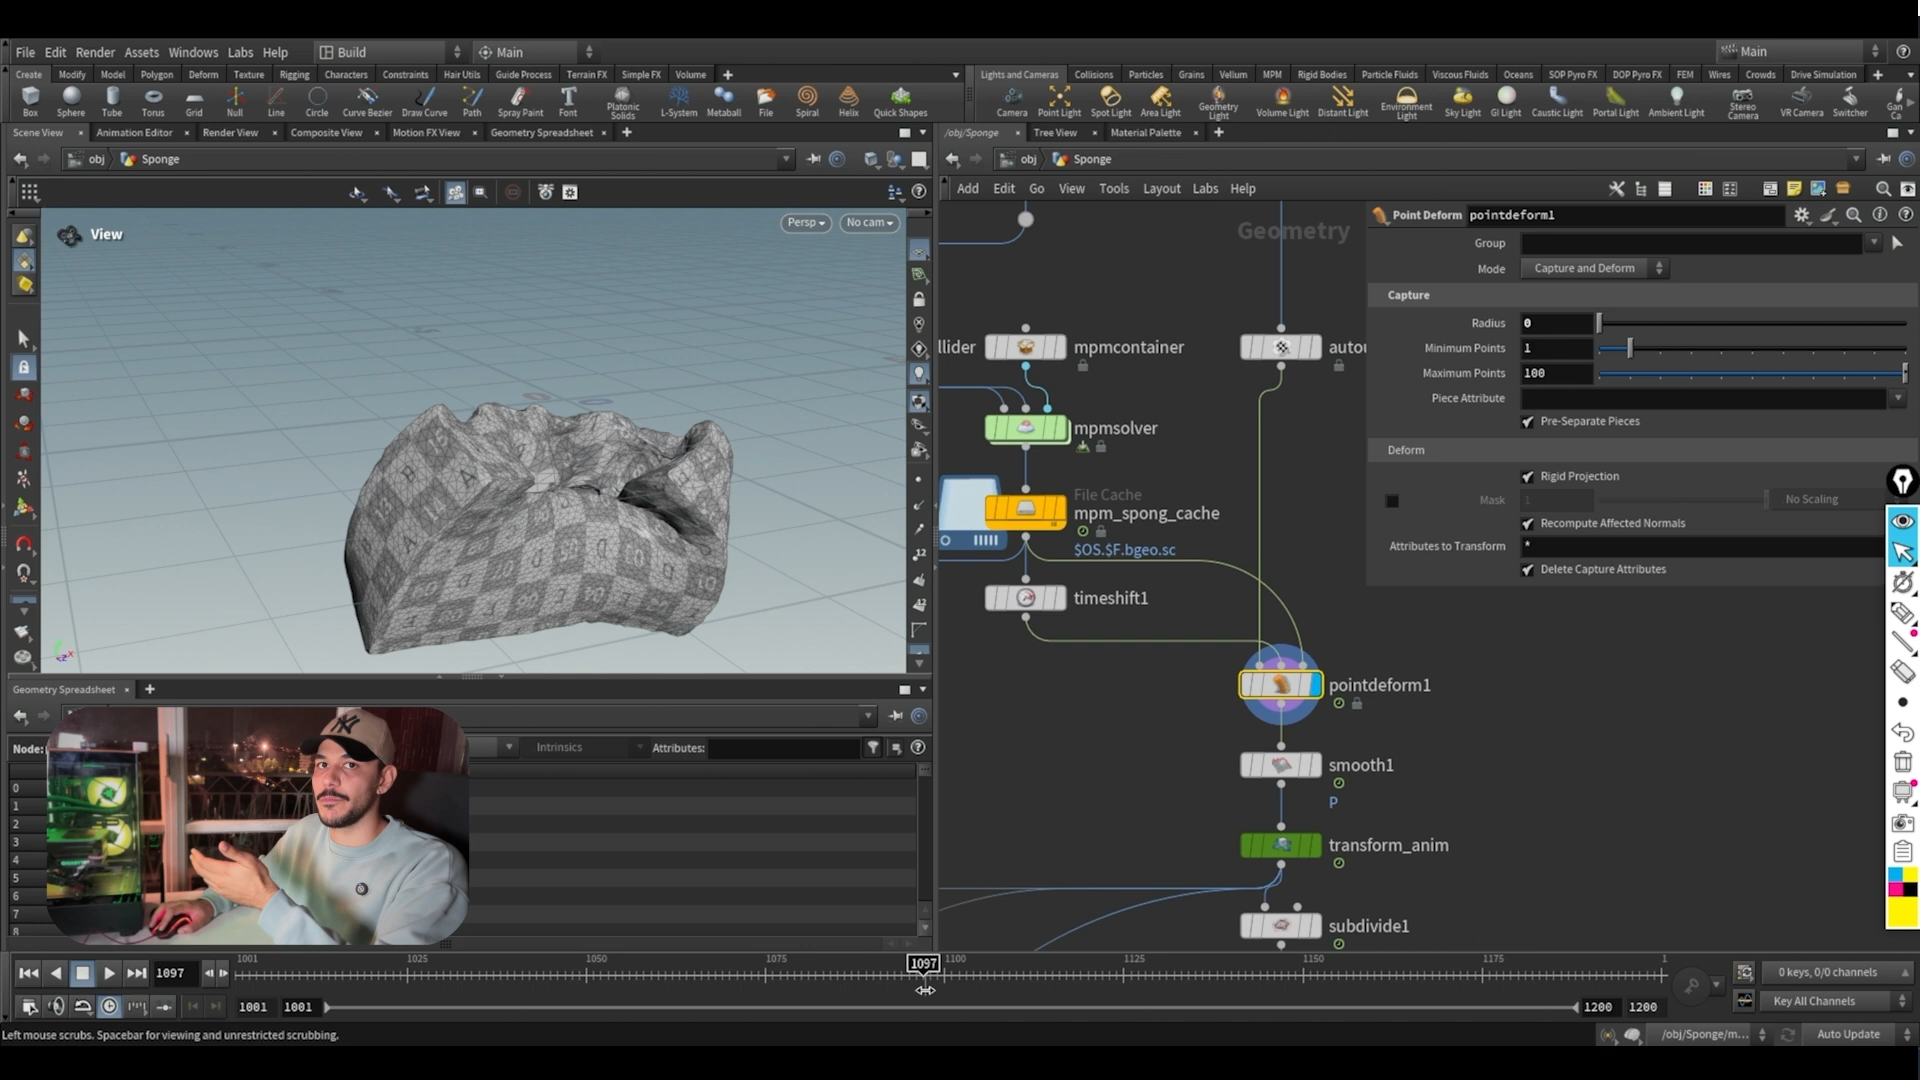 File Edit Render Assets Windows Labs Help Build Main Main
Create Modify Model Polygon Deform Texture Rigging Characters Constraints Hair Utils Guide Process Terrain FX Simple FX Volume
Lights and Cameras Collisions Particles Grains Vellum MPM Rigid Bodies Particle Fluids Viscous Fluids Oceans SOP Pyro FX DOP Pyro FX FEM Wires Crowds Drive Simulation
Box Sphere Tube Torus Grid Null Line Circle Curve Bezier Draw Curve Path Spray Paint Font Platonic Solids L-System Metaball File Spiral Helix Quick Shapes
Camera Point Light Spot Light Area Light Geometry Light Volume Light Distant Light Environment Light Sky Light GI Light Caustic Light Portal Light Ambient Light Stereo Camera VR Camera Switcher Gan Ca
Scene View Animation Editor Render View Composite View Motion FX View Geometry Spreadsheet
/obj/Sponge Tree View Material Palette
obj Sponge
obj Sponge
Add Edit Go View Tools Layout Labs Help
View
Persp No cam
Geometry
Point Deform pointdeform1
Group
Mode Capture and Deform
Capture
Radius 0
Minimum Points 1
Maximum Points 100
Piece Attribute
Pre-Separate Pieces
Deform
Rigid Projection
Mask 1 No Scaling
Recompute Affected Normals
Attributes to Transform *
Delete Capture Attributes
llider mpmcontainer
mpmsolver
File Cache
mpm_spong_cache
$OS.$F.bgeo.sc
timeshift1
pointdeform1
smooth1
P
transform_anim
subdivide1
Geometry Spreadsheet
Node: Intrinsics Attributes:
0
1
2
3
4
5
6
7
8
1097
1001 1025 1050 1075 1097 1100 1125 1150 1175 1
0 keys, 0/0 channels
1001 1001 1200 1200
Key All Channels
Left mouse scrubs. Spacebar for viewing and unrestricted scrubbing.
/obj/Sponge/m... Auto Update